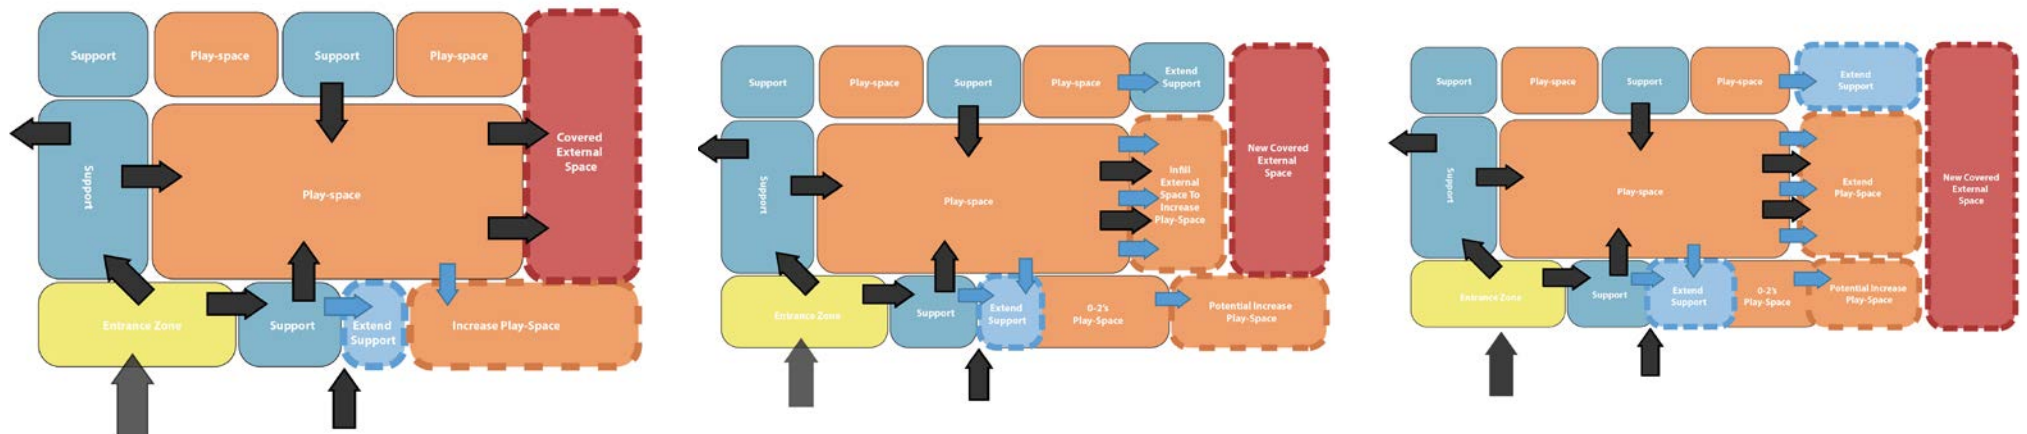 Support
Play-space
Support
Play-space
Covered
External
Space
Support
Play-space
Entrance Zone
Support
Extend
Support
Increase Play-Space
Support
Play-space
Support
Play-space
Extend
Support
New Covered
External
Space
Support
Play-space
Infill
External
Space To
Increase
Play-Space
Entrance Zone
Support
Extend
Support
0-2's
Play-Space
Potential Increase
Play-Space
Support
Play-space
Support
Play-space
Extend
Support
New Covered
External
Space
Support
Play-space
Extend
Play-Space
Entrance Zone
Support
Extend
Support
0-2's
Play-Space
Potential Increase
Play-Space